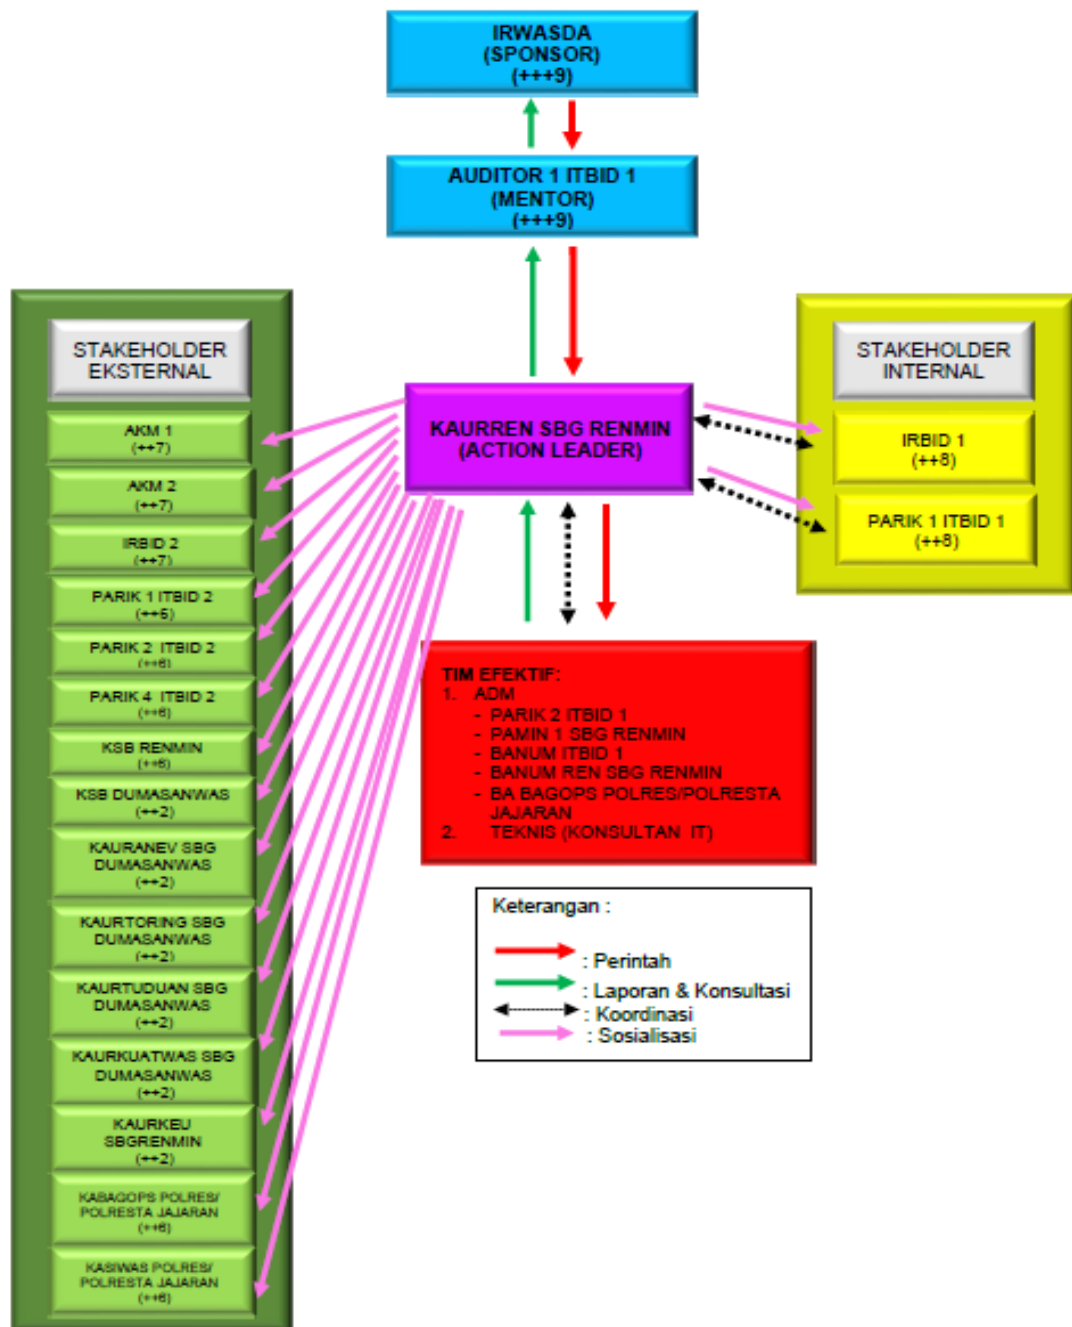 IRWASDA
(SPONSOR)
(+++9)
AUDITOR 1 ITBID 1
(MENTOR)
(+++9)
STAKEHOLDER
EKSTERNAL
AKM 1
(++7)
AKM 2
(++7)
IRBID 2
(++7)
PARIK 1 ITBID 2
PARIK 2 ITBID 2
(++6)
PARIK 4 ITBID 2
(++6)
KSB RENMIN
(++6)
KSB DUMASANWAS
(++2)
KAURANEV SBG
DUMASANWAS
(++2)
KAURTORING SBG
DUMASANWAS
(++2)
KAURTUDUAN SBG
DUMASANWAS
(++2)
KAURKUATWAS SBG
DUMASANWAS
(++2)
KAURKEU
SBGRENMIN
(++2)
KABAGOPS POLRES/
POLRESTA JAJARAN
(++6)
KASIWAS POLRES/
POLRESTA JAJARAN
(++6)
KAURREN SBG RENMIN
(ACTION LEADER)
STAKEHOLDER
INTERNAL
IRBID 1
(++8)
PARIK 1 ITBID 1
(++8)
TIM EFEKTIF:
1. ADM
- PARIK 2 ITBID 1
- PAMIN 1 SBG RENMIN
- BANUM ITBID 1
- BANUM REN SBG RENMIN
- BA BAGOPS POLRES/POLRESTA
JAJARAN
2. TEKNIS (KONSULTAN IT)
Keterangan :
: Perintah
: Laporan & Konsultasi
: Koordinasi
: Sosialisasi